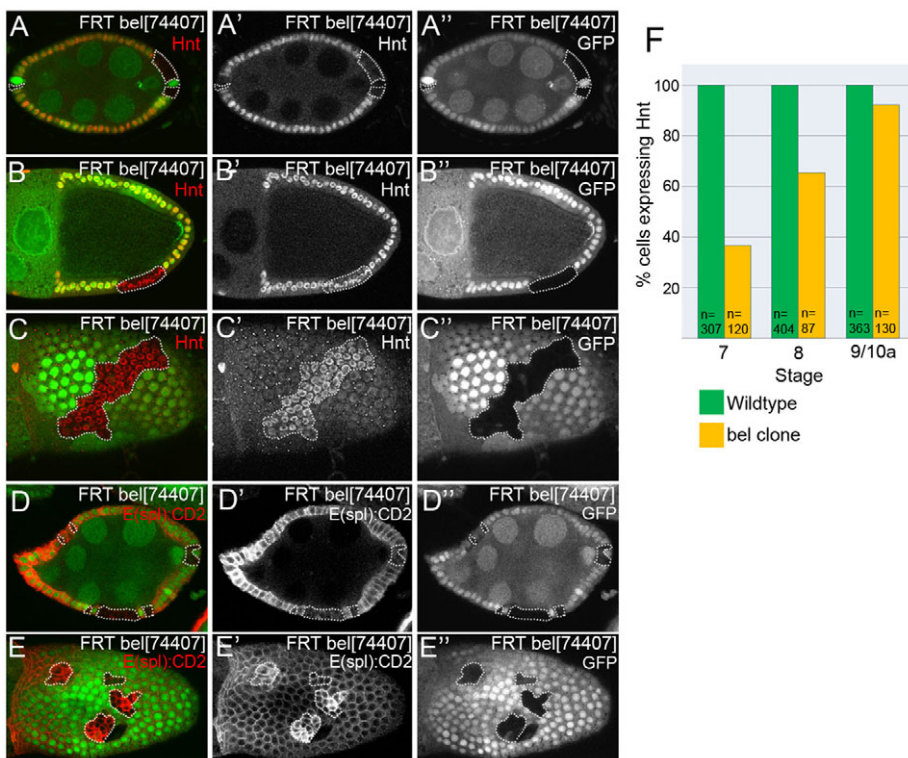 A FRT bel[74407] Hnt
A' FRT bel[74407] Hnt
A'' FRT bel[74407] GFP
B FRT bel[74407] Hnt
B' FRT bel[74407] Hnt
B'' FRT bel[74407] GFP
C FRT bel[74407] Hnt
C' FRT bel[74407] Hnt
C'' FRT bel[74407] GFP
D FRT bel[74407] E(spl):CD2
D' FRT bel[74407] E(spl):CD2
D'' FRT bel[74407] GFP
E FRT bel[74407] E(spl):CD2
E' FRT bel[74407] E(spl):CD2
E'' FRT bel[74407] GFP
F
% cells expressing Hnt
100
80
60
40
20
n= 307
n= 120
n= 404
n= 87
n= 363
n= 130
7 8 9/10a
Stage
Wildtype
bel clone